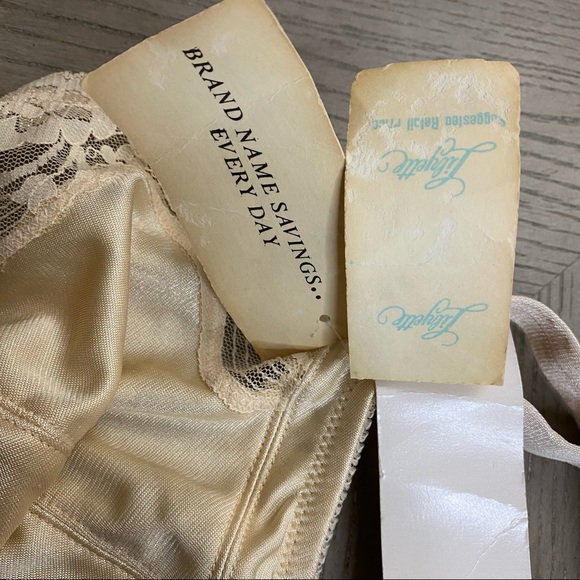 BRAND NAME SAVINGS..
EVERY DAY
Suggested Retail Price
Lilyette
Lilyette